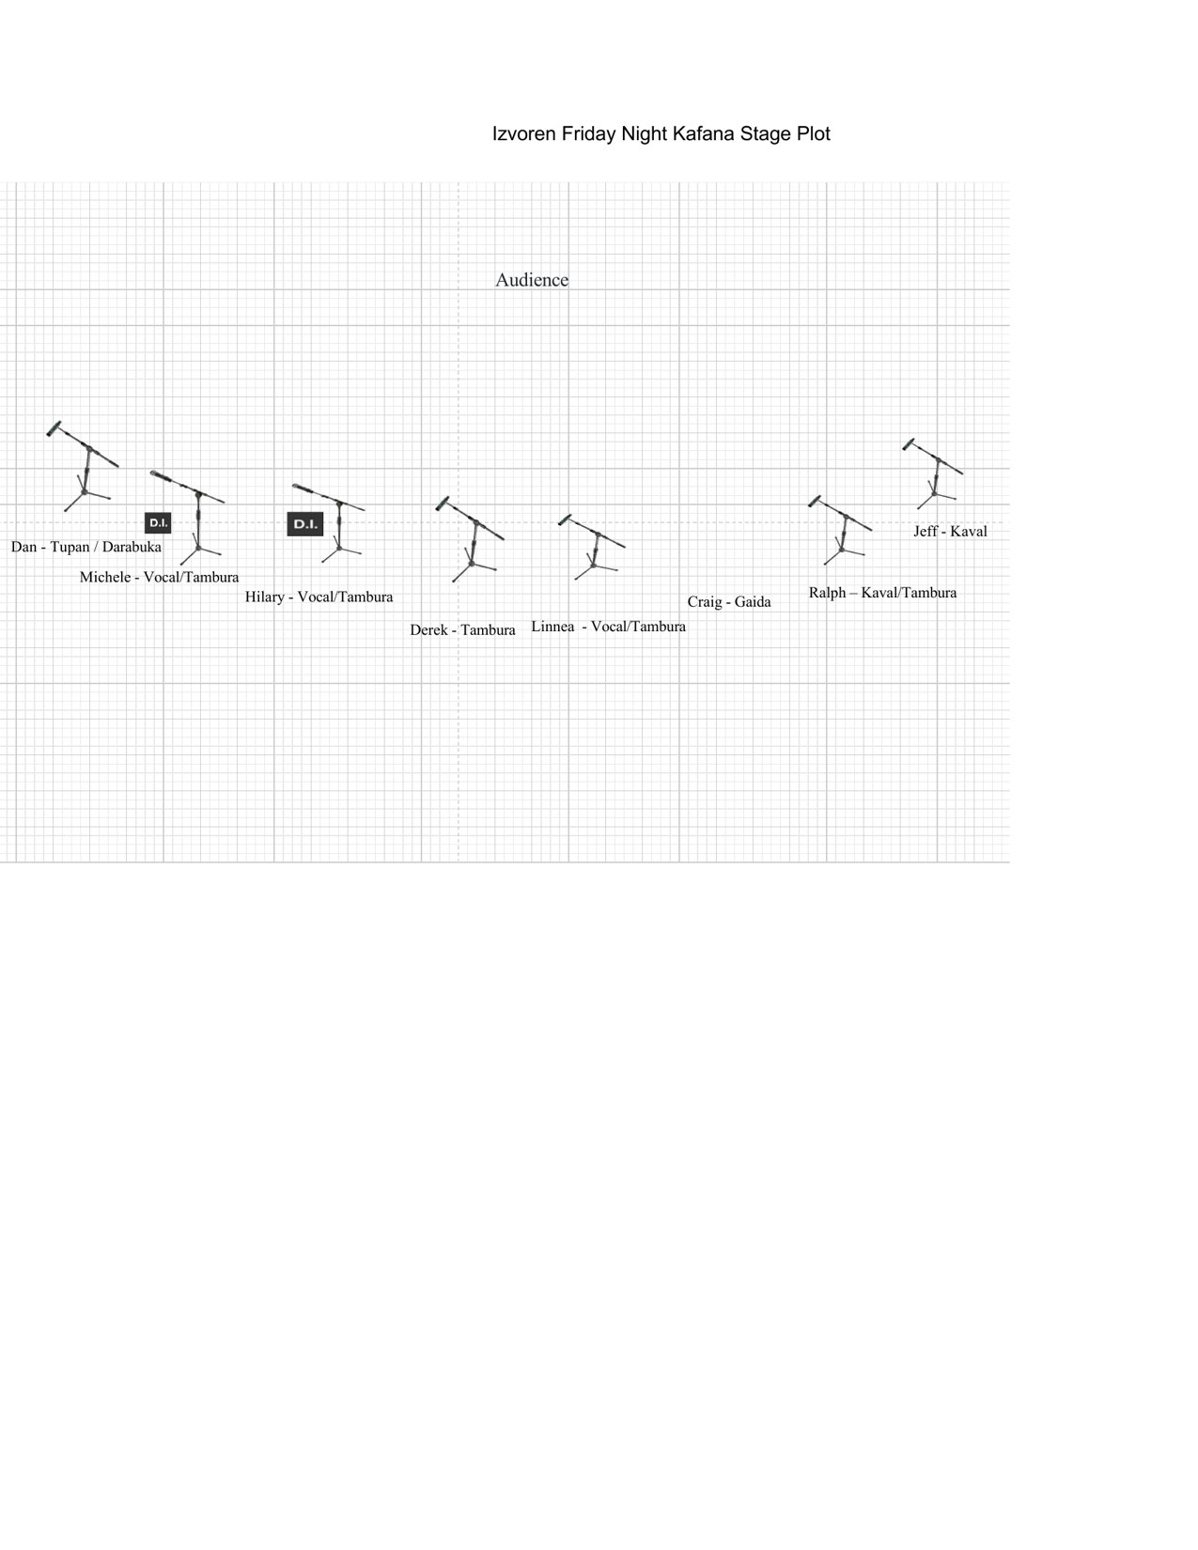 Izvoren Friday Night Kafana Stage Plot
Audience
D.I.
D.I.
Jeff - Kaval
Dan - Tupan / Darabuka
Michele - Vocal/Tambura
Hilary - Vocal/Tambura
Ralph – Kaval/Tambura
Craig - Gaida
Derek - Tambura
Linnea - Vocal/Tambura